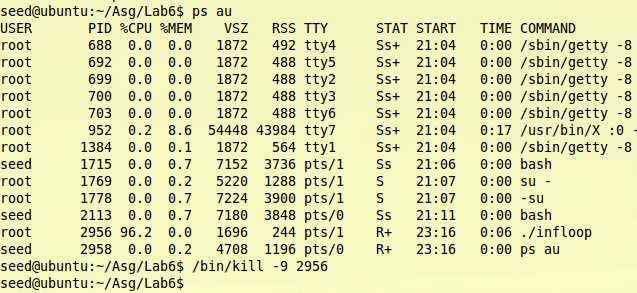 seed@ubuntu:~/Asg/Lab6$ ps au
USER       PID %CPU %MEM    VSZ   RSS TTY      STAT START   TIME COMMAND
root       688  0.0  0.0   1872   492 tty4     Ss+  21:04   0:00 /sbin/getty -8
root       692  0.0  0.0   1872   488 tty5     Ss+  21:04   0:00 /sbin/getty -8
root       699  0.0  0.0   1872   488 tty2     Ss+  21:04   0:00 /sbin/getty -8
root       700  0.0  0.0   1872   488 tty3     Ss+  21:04   0:00 /sbin/getty -8
root       703  0.0  0.0   1872   488 tty6     Ss+  21:04   0:00 /sbin/getty -8
root       952  0.2  8.6  54448 43984 tty7     Ss+  21:04   0:17 /usr/bin/X :0 -
root      1384  0.0  0.1   1872   564 tty1     Ss+  21:04   0:00 /sbin/getty -8
seed      1715  0.0  0.7   7152  3736 pts/1    Ss   21:06   0:00 bash
root      1769  0.0  0.2   5220  1288 pts/1    S    21:07   0:00 su -
root      1778  0.0  0.7   7224  3900 pts/1    S    21:07   0:00 -su
seed      2113  0.0  0.7   7180  3848 pts/0    Ss   21:11   0:00 bash
root      2956 96.2  0.0   1696   244 pts/1    R+   23:16   0:06 ./infloop
seed      2958  0.0  0.2   4708  1196 pts/0    R+   23:16   0:00 ps au
seed@ubuntu:~/Asg/Lab6$ /bin/kill -9 2956
seed@ubuntu:~/Asg/Lab6$